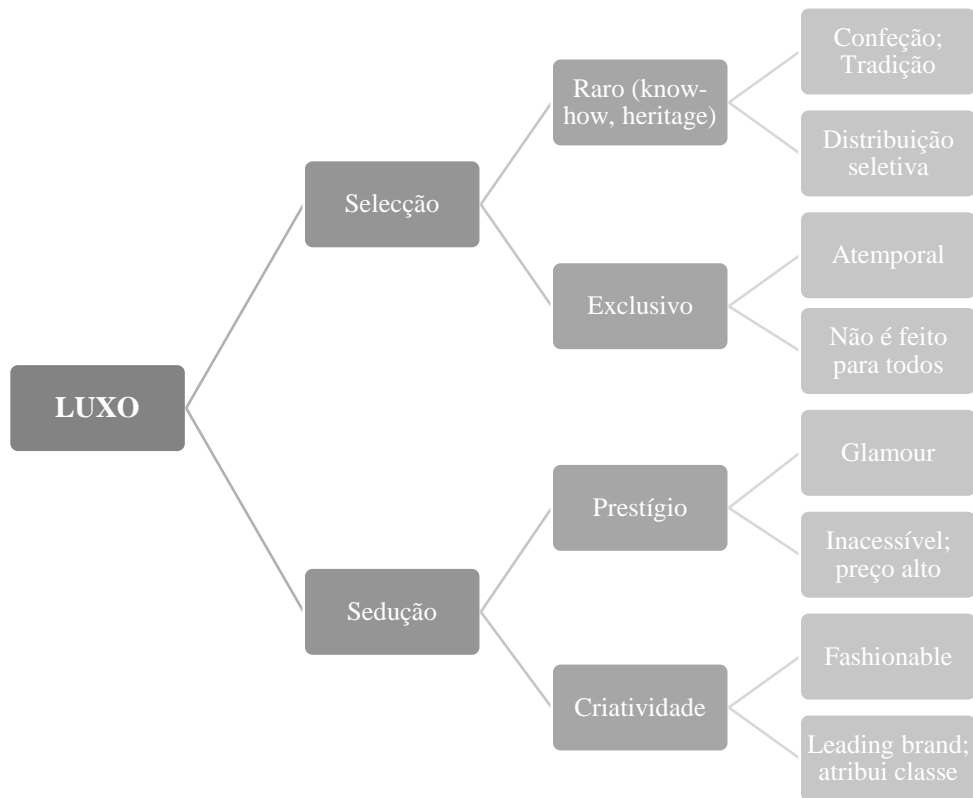 LUXO
Selecção
Raro (know-
how, heritage)
Confeção;
Tradição
Distribuição
seletiva
Exclusivo
Atemporal
Não é feito
para todos
Sedução
Prestígio
Glamour
Inacessível;
preço alto
Criatividade
Fashionable
Leading brand;
atribui classe